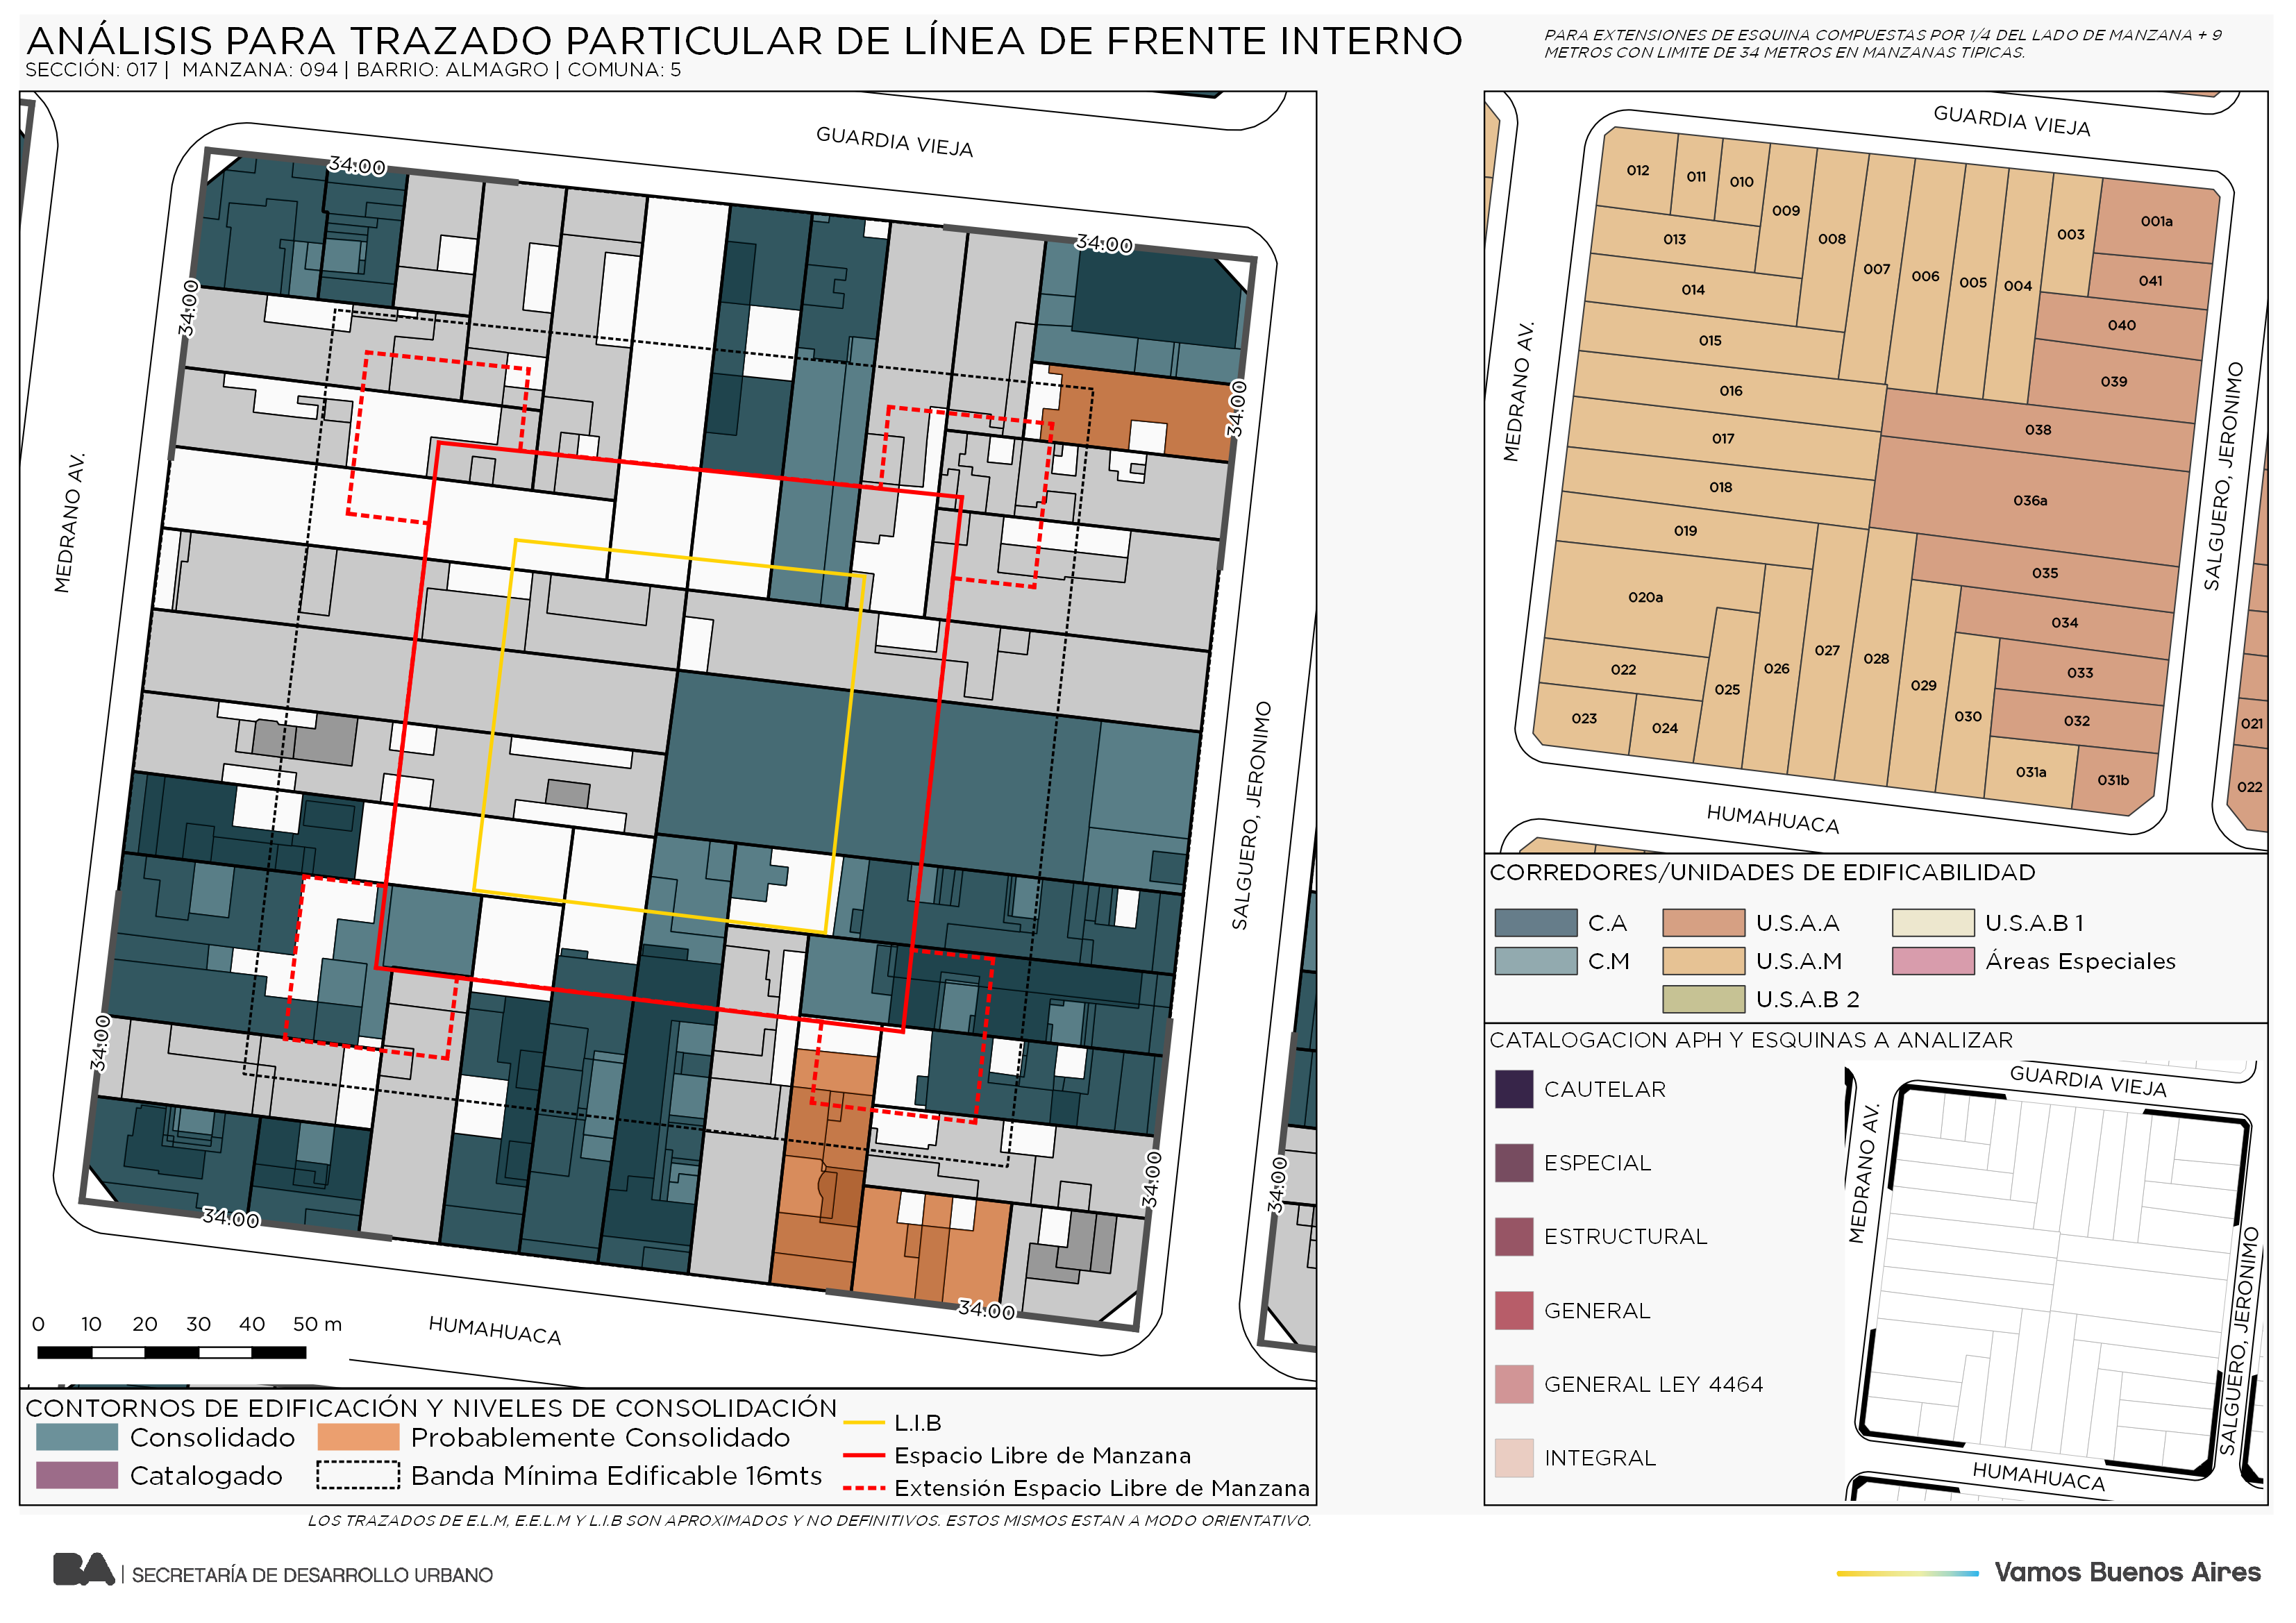 ANÁLISIS PARA TRAZADO PARTICULAR DE LÍNEA DE FRENTE INTERNO
SECCIÓN: 017 | MANZANA: 094 | BARRIO: ALMAGRO | COMUNA: 5
PARA EXTENSIONES DE ESQUINA COMPUESTAS POR 1/4 DEL LADO DE MANZANA + 9
METROS CON LIMITE DE 34 METROS EN MANZANAS TIPICAS.
GUARDIA VIEJA
34:00
34:00
34:00
34:00
MEDRANO AV.
SALGUERO, JERONIMO
34:00
34:00
34:00
34:00
34:00
HUMAHUACA
0 10 20 30 40 50 m
CONTORNOS DE EDIFICACIÓN Y NIVELES DE CONSOLIDACIÓN
Consolidado
Probablemente Consolidado
Catalogado
Banda Mínima Edificable 16mts
L.I.B
Espacio Libre de Manzana
Extensión Espacio Libre de Manzana
LOS TRAZADOS DE E.L.M, E.E.L.M Y L.I.B SON APROXIMADOS Y NO DEFINITIVOS. ESTOS MISMOS ESTAN A MODO ORIENTATIVO.
GUARDIA VIEJA
MEDRANO AV.
SALGUERO, JERONIMO
HUMAHUACA
012
011
010
009
008
007
006
005
004
003
001a
041
040
039
038
036a
035
034
033
032
031b
031a
013
014
015
016
017
018
019
020a
022
023
024
025
026
027
028
029
030
021
022
CORREDORES/UNIDADES DE EDIFICABILIDAD
C.A
U.S.A.A
U.S.A.B 1
C.M
U.S.A.M
Áreas Especiales
U.S.A.B 2
CATALOGACION APH Y ESQUINAS A ANALIZAR
CAUTELAR
ESPECIAL
ESTRUCTURAL
GENERAL
GENERAL LEY 4464
INTEGRAL
GUARDIA VIEJA
MEDRANO AV.
SALGUERO, JERONIMO
HUMAHUACA
BA | SECRETARÍA DE DESARROLLO URBANO
Vamos Buenos Aires